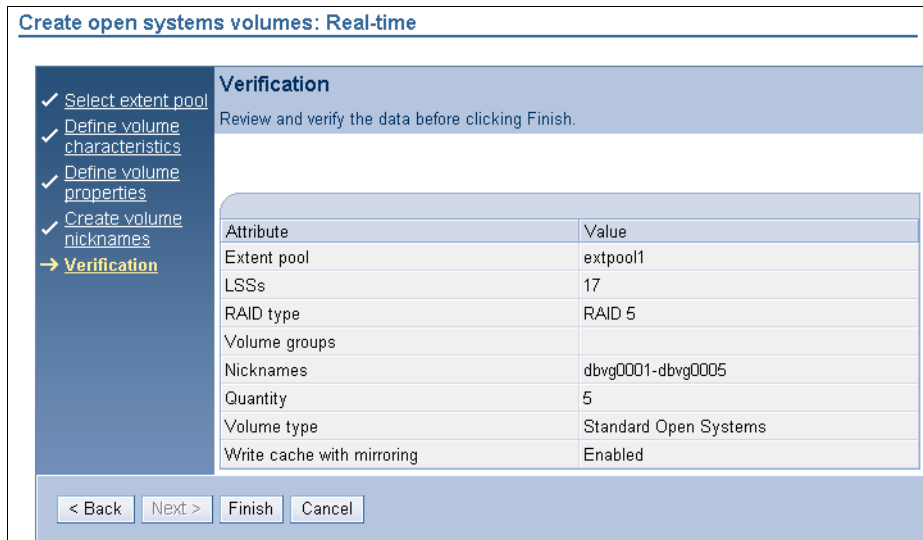 Create open systems volumes: Real-time
Select extent pool
Define volume
characteristics
Define volume
properties
Create volume
nicknames
Verification
Verification
Review and verify the data before clicking Finish.
Attribute Value
Extent pool extpool1
LSSs 17
RAID type RAID 5
Volume groups
Nicknames dbvg0001-dbvg0005
Quantity 5
Volume type Standard Open Systems
Write cache with mirroring Enabled
< Back Next > Finish Cancel